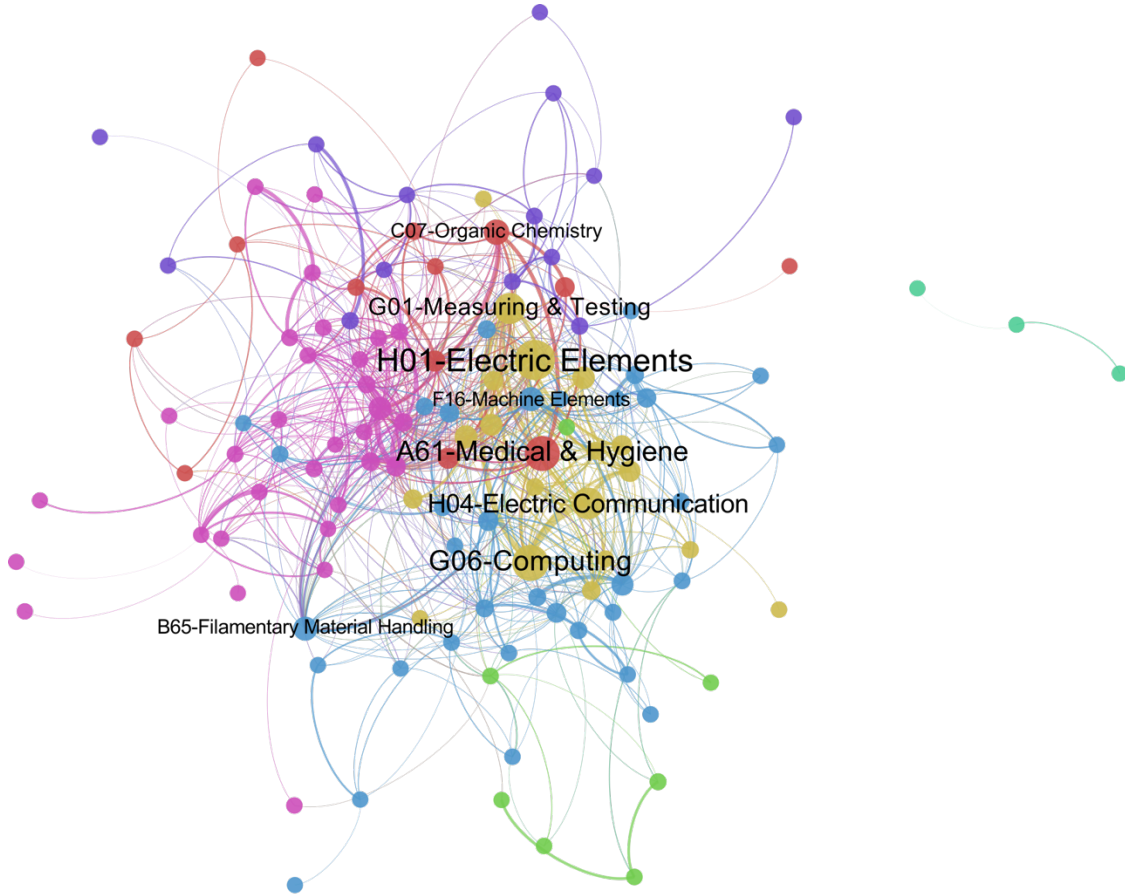 C07-Organic Chemistry
G01-Measuring & Testing
H01-Electric Elements
F16-Machine Elements
A61-Medical & Hygiene
H04-Electric Communication
G06-Computing
B65-Filamentary Material Handling